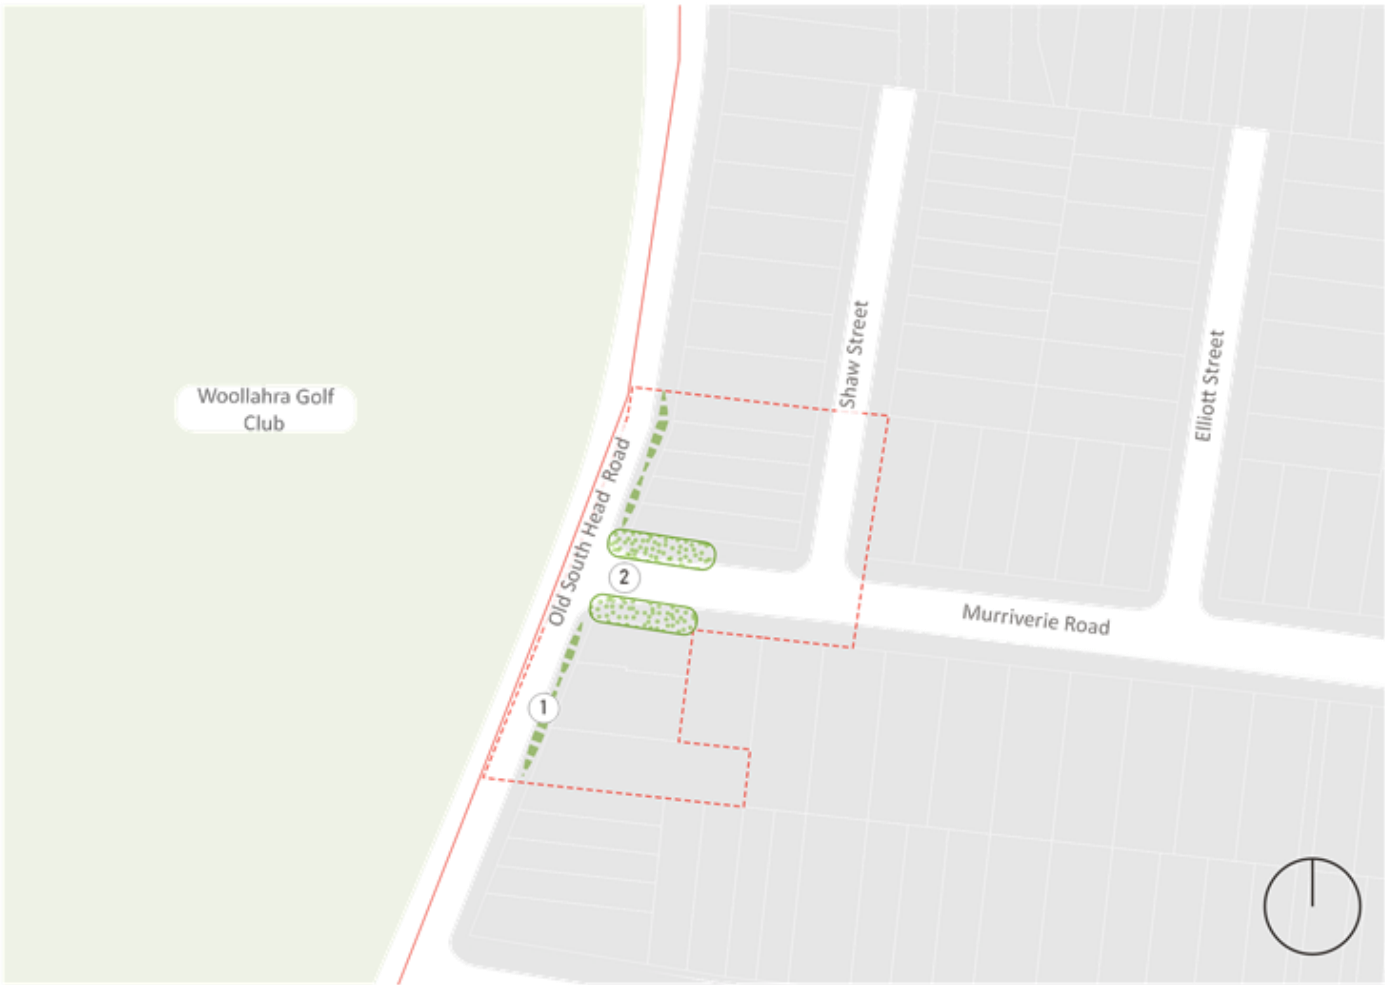 Woollahra Golf
Club
Old South Head Road
Shaw Street
Elliott Street
2
Murriverie Road
1